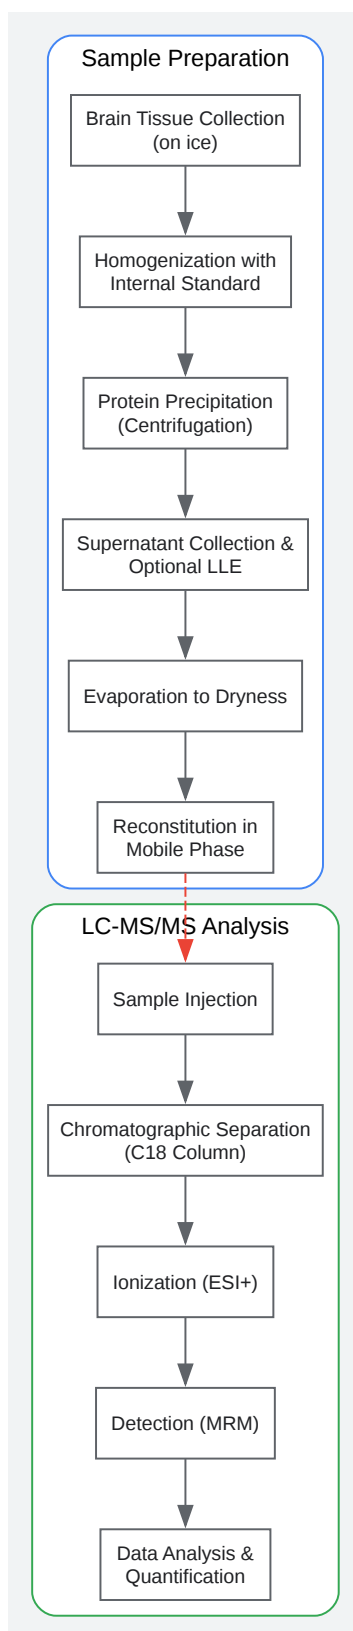 Sample Preparation
Brain Tissue Collection
(on ice)
Homogenization with
Internal Standard
Protein Precipitation
(Centrifugation)
Supernatant Collection &
Optional LLE
Evaporation to Dryness
Reconstitution in
Mobile Phase
LC-MS/MS Analysis
Sample Injection
Chromatographic Separation
(C18 Column)
Ionization (ESI+)
Detection (MRM)
Data Analysis &
Quantification